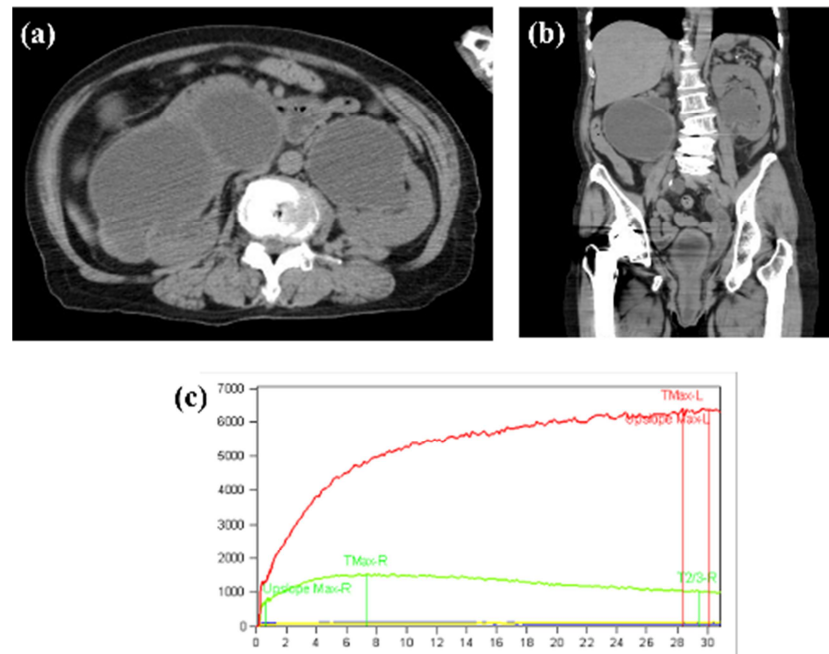 (a)
(b)
(c)
7000
6000
5000
4000
3000
2000
1000
0
TMax-L
Upslope Max-L
TMax-R
Upslope Max-R
T2/3-R
0 2 4 6 8 10 12 14 16 18 20 22 24 26 28 30